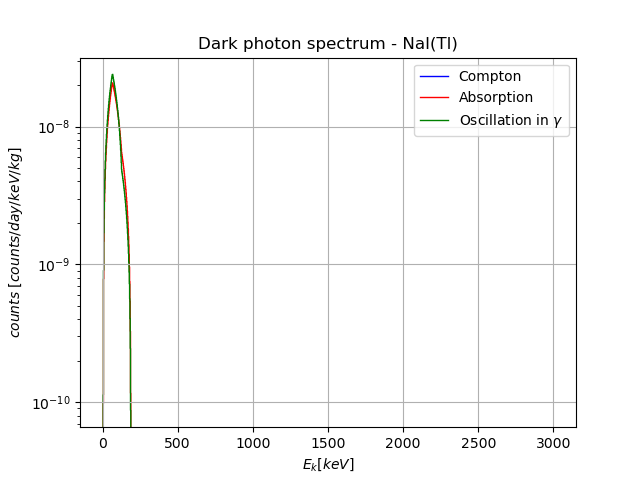 Dark photon spectrum - NaI(Tl)
Compton
Absorption
Oscillation in γ
counts [counts/day/keV/kg]
10⁻⁸
10⁻⁹
10⁻¹⁰
0 500 1000 1500 2000 2500 3000
E_k[keV]